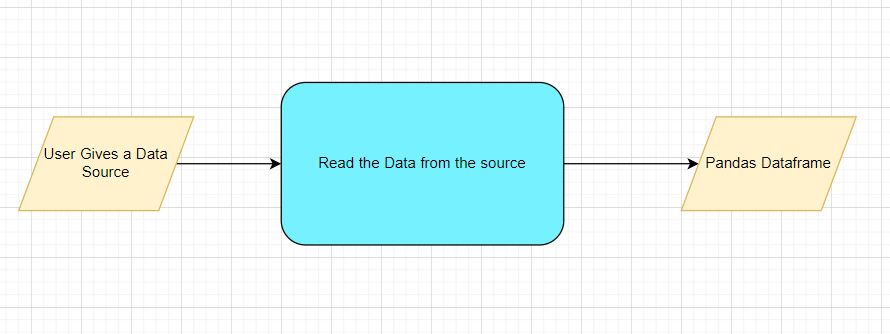 User Gives a Data
Source
Read the Data from the source
Pandas Dataframe